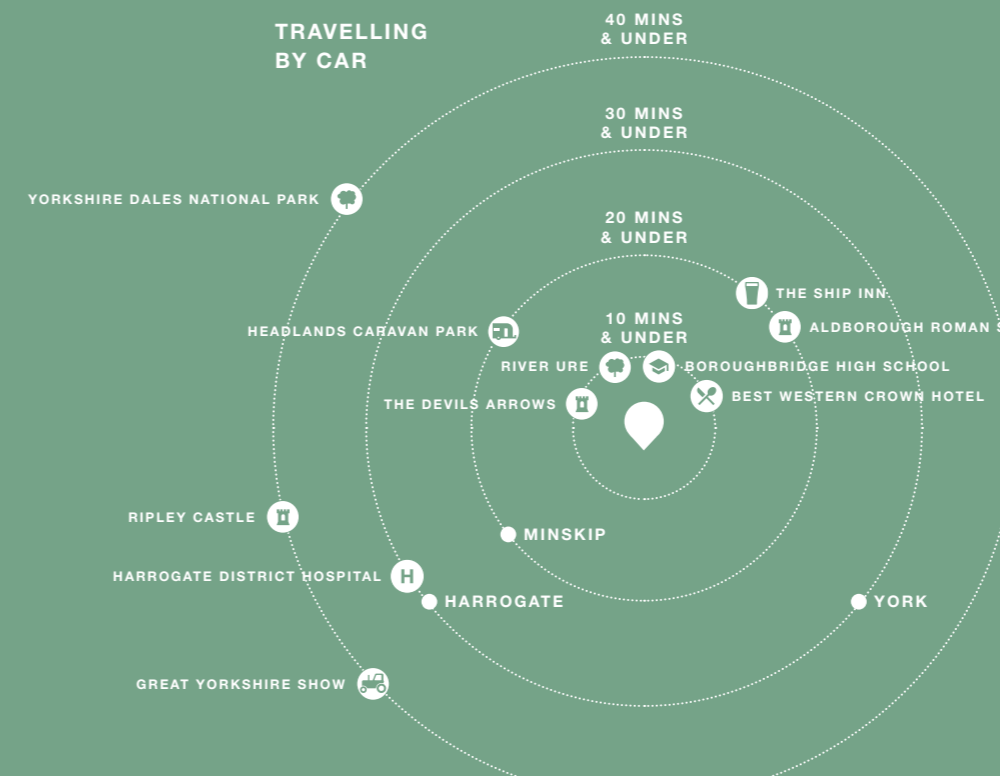 TRAVELLING
BY CAR
40 MINS
& UNDER
30 MINS
& UNDER
YORKSHIRE DALES NATIONAL PARK
20 MINS
& UNDER
THE SHIP INN
10 MINS
& UNDER
HEADLANDS CARAVAN PARK
ALDBOROUGH ROMAN
RIVER URE
BOROUGHBRIDGE HIGH SCHOOL
THE DEVILS ARROWS
BEST WESTERN CROWN HOTEL
RIPLEY CASTLE
MINSKIP
HARROGATE DISTRICT HOSPITAL
H
HARROGATE
YORK
GREAT YORKSHIRE SHOW